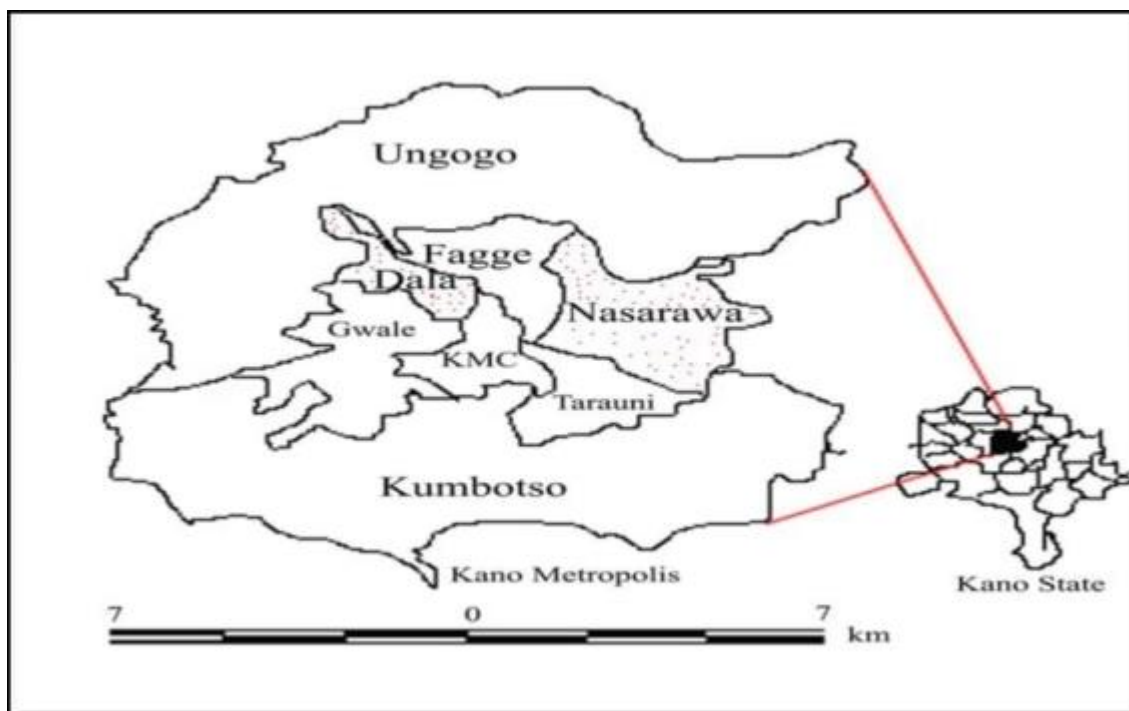 Ungogo
Fagge
Dala
Nasarawa
Gwale
KMC
Tarauni
Kumbotso
Kano Metropolis
Kano State
7 0 7
km